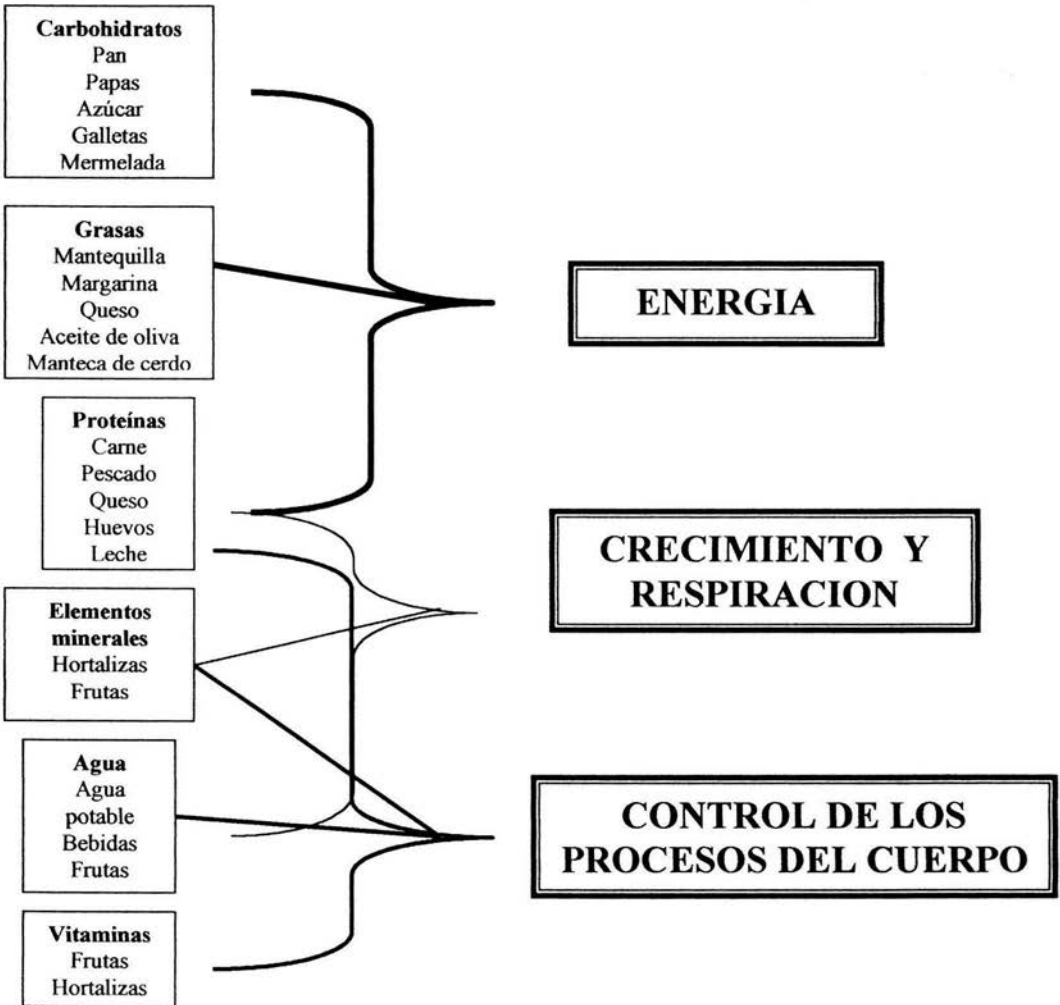 Carbohidratos
Pan
Papas
Azúcar
Galletas
Mermelada
Grasas
Mantequilla
Margarina
Queso
Aceite de oliva
Manteca de cerdo
Proteínas
Carne
Pescado
Queso
Huevos
Leche
Elementos
minerales
Hortalizas
Frutas
Agua
Agua
potable
Bebidas
Frutas
Vitaminas
Frutas
Hortalizas
ENERGIA
CRECIMIENTO Y
RESPIRACION
CONTROL DE LOS
PROCESOS DEL CUERPO